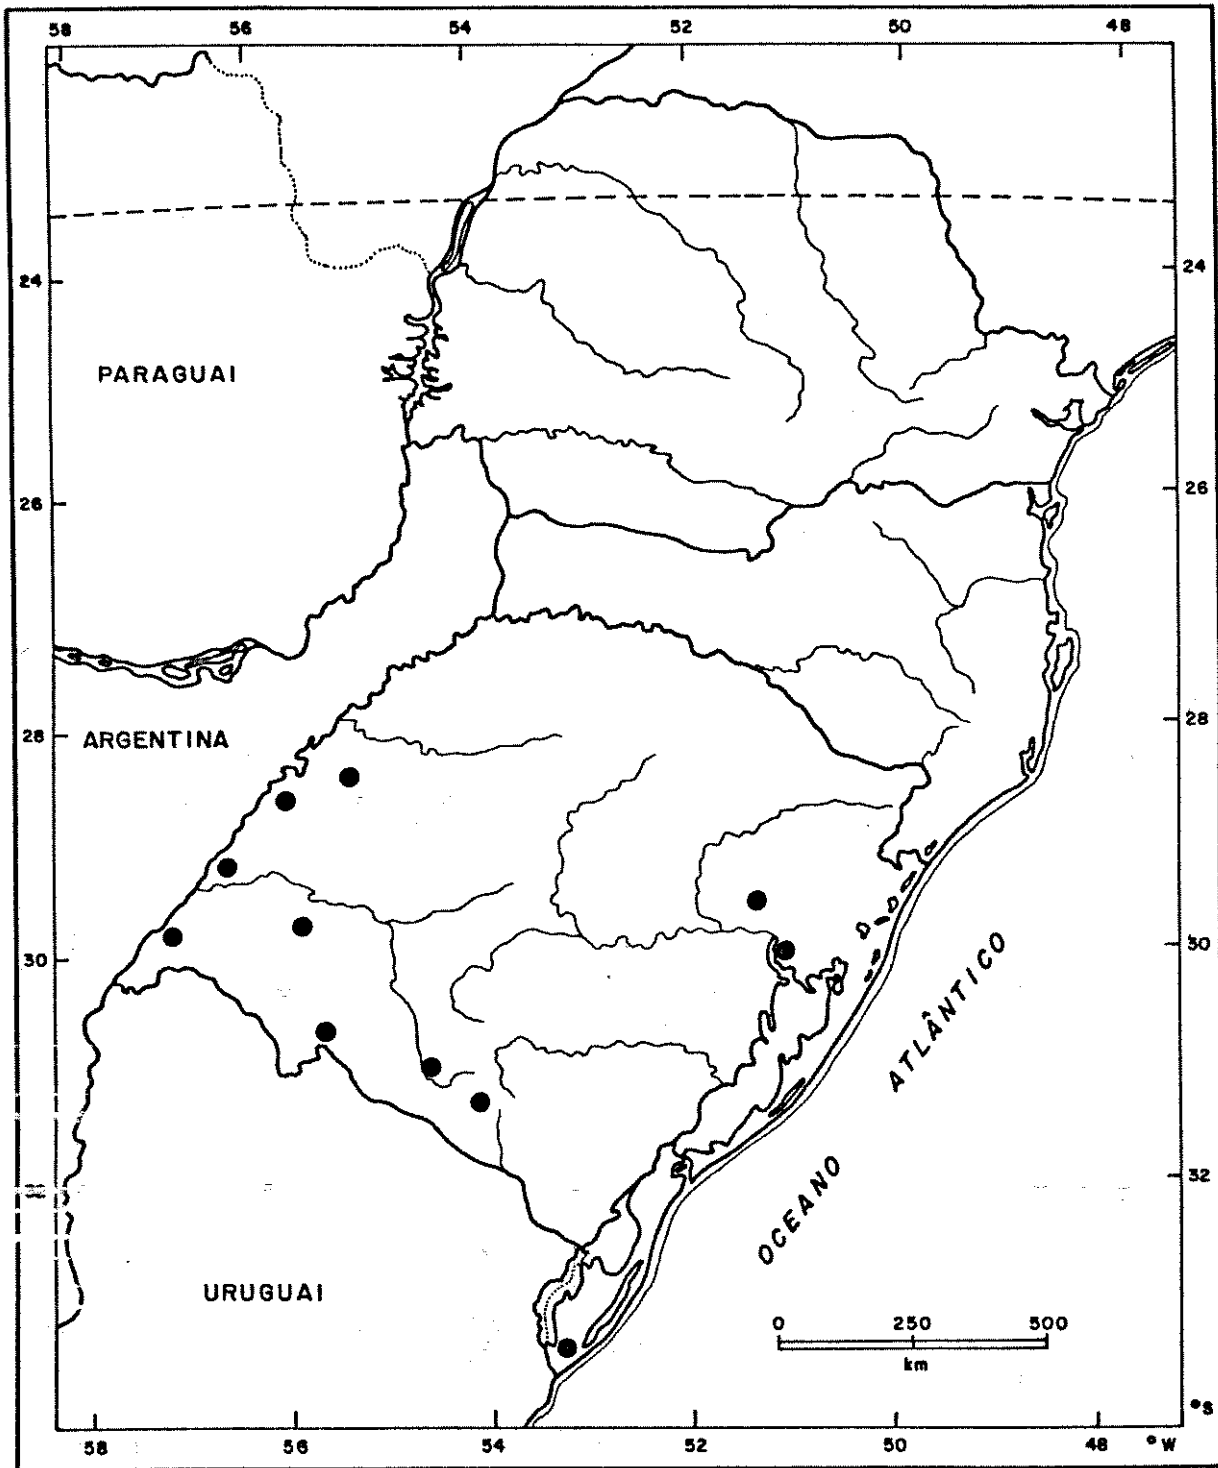 58 56 54 52 50 48
24 24
PARAGUAI
26 26
28 28
ARGENTINA
30 30
ATLÂNTICO
OCEANO
32 32
URUGUAI
0 250 500
km
°S
58 56 54 52 50 48 °W